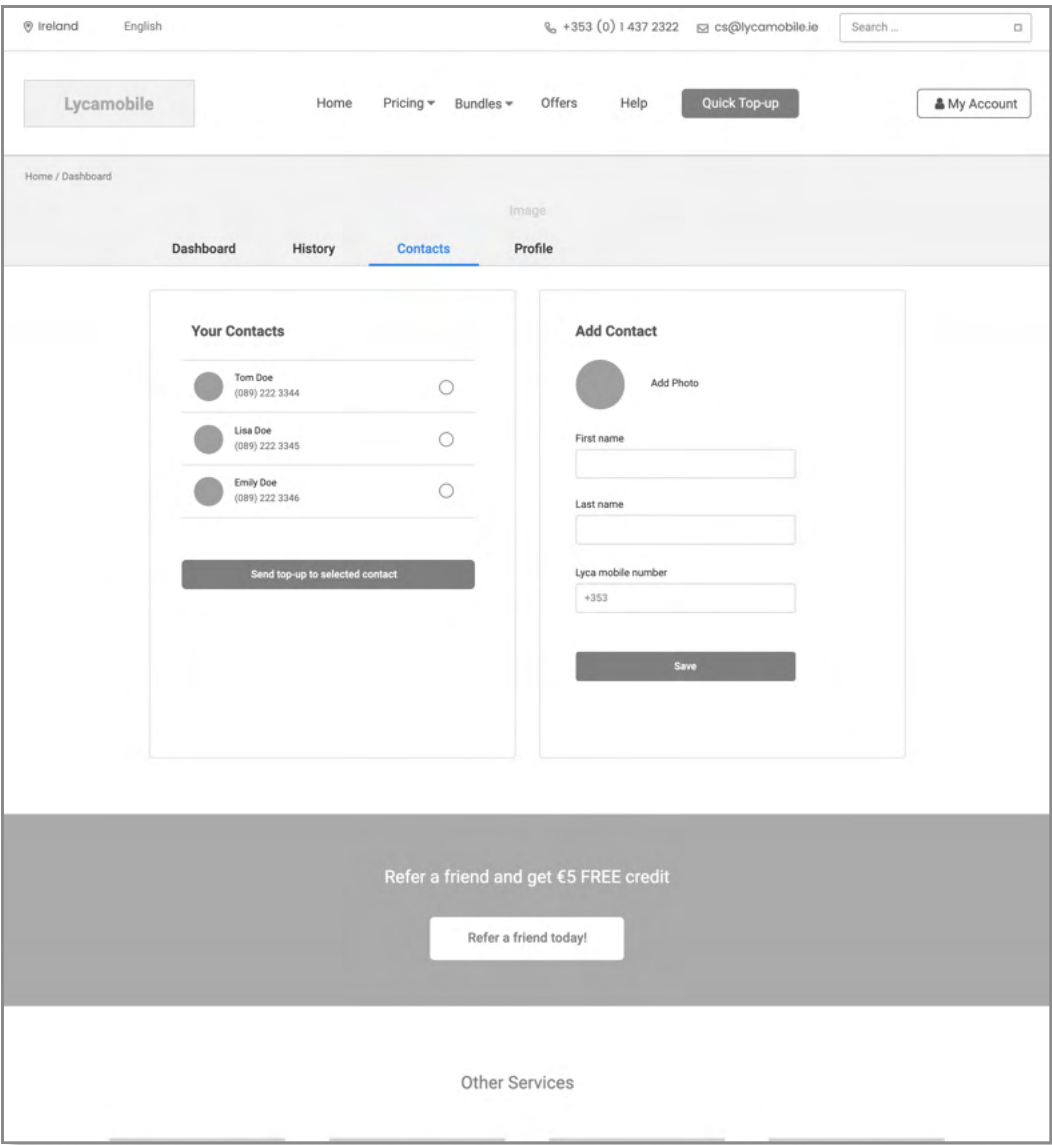 Ireland English +353 (0) 1 437 2322 cs@lycamobile.ie Search ...
Lycamobile Home Pricing Bundles Offers Help Quick Top-up My Account
Home / Dashboard
Image
Dashboard History Contacts Profile
Your Contacts
Tom Doe
(089) 222 3344
Lisa Doe
(089) 222 3345
Emily Doe
(089) 222 3346
Send top-up to selected contact
Add Contact
Add Photo
First name
Last name
Lyca mobile number
+353
Save
Refer a friend and get €5 FREE credit
Refer a friend today!
Other Services